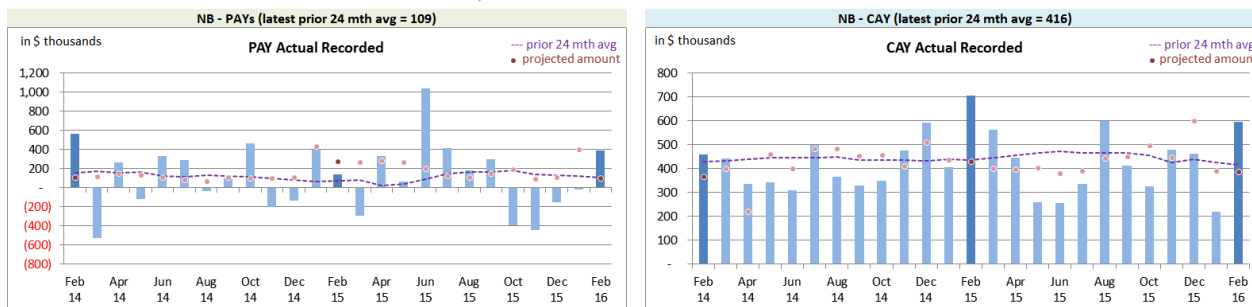 NB - PAYs (latest prior 24 mth avg = 109)
in $ thousands
PAY Actual Recorded
--- prior 24 mth avg
• projected amount
1,200
1,000
800
600
400
200
-
(200)
(400)
(600)
(800)
Feb Apr Jun Aug Oct Dec Feb Apr Jun Aug Oct Dec Feb
14 14 14 14 14 14 15 15 15 15 15 15 16
NB - CAY (latest prior 24 mth avg = 416)
in $ thousands
CAY Actual Recorded
--- prior 24 mth avg
• projected amount
800
700
600
500
400
300
200
100
-
Feb Apr Jun Aug Oct Dec Feb Apr Jun Aug Oct Dec Feb
14 14 14 14 14 14 15 15 15 15 15 15 16